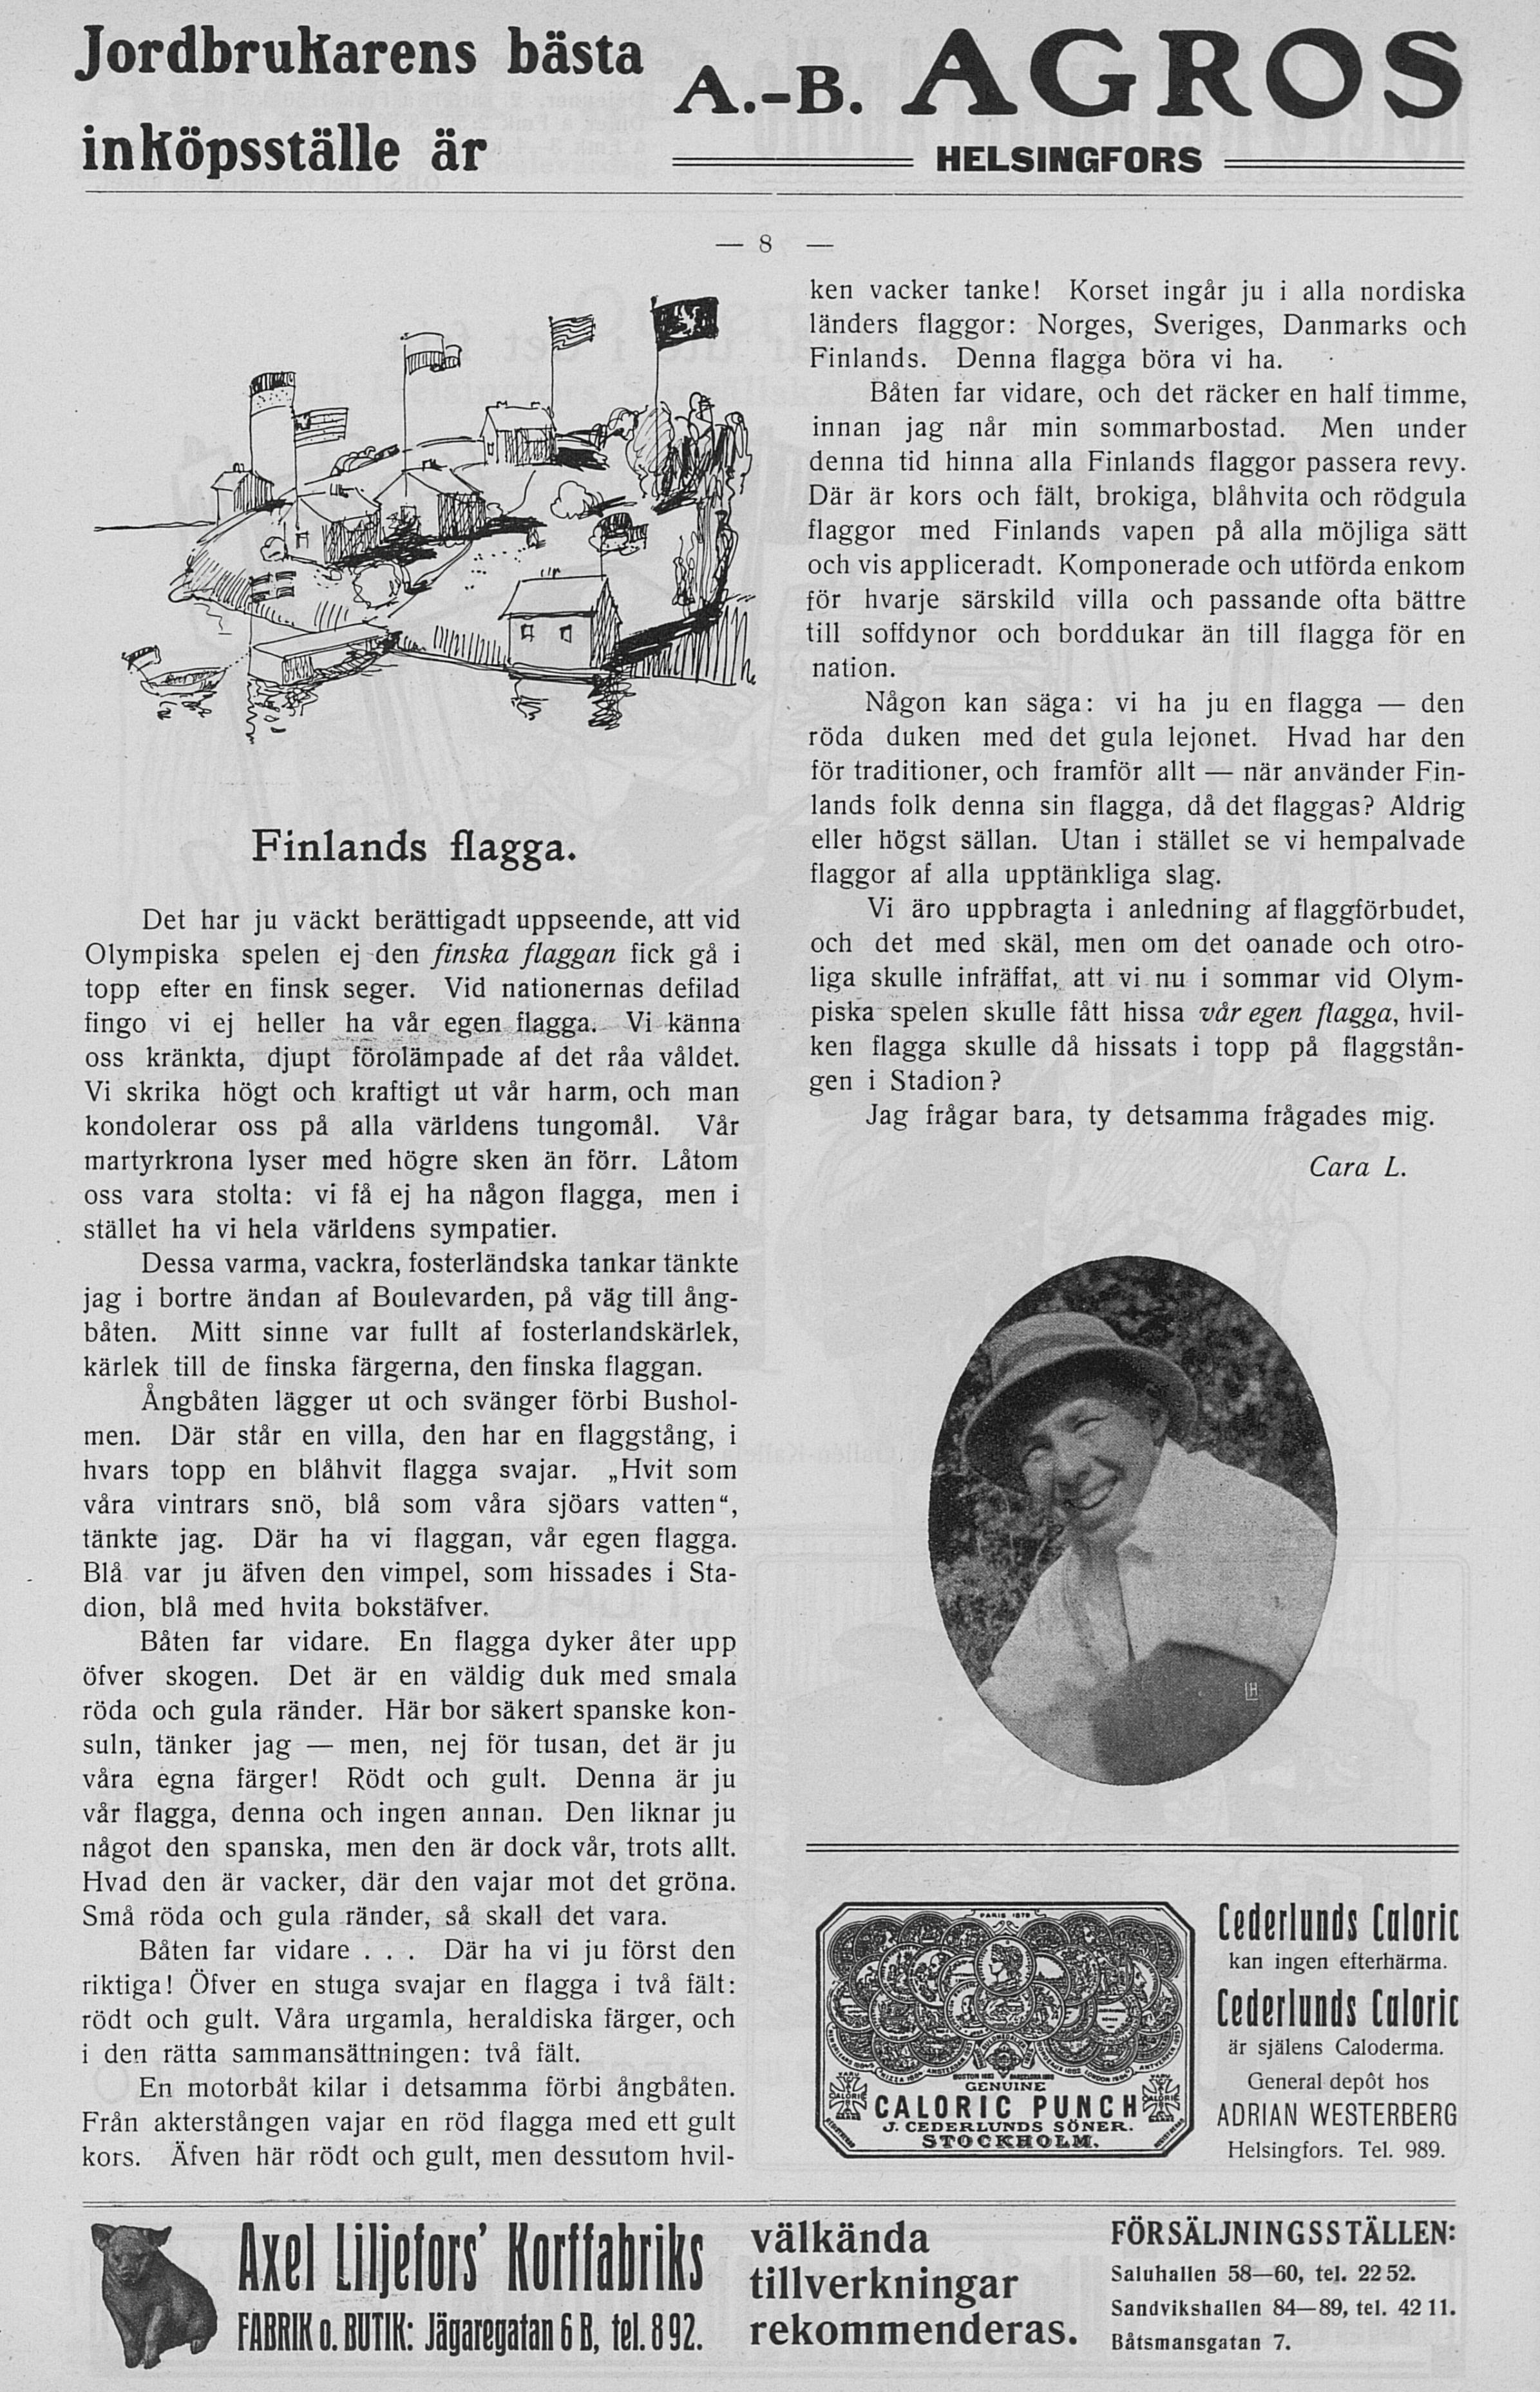 Jordbrukarens bästa
inköpsställe är
A.-B. AGROS
HELSINGFORS
— 8 —
Finlands flagga.
Det har ju väckt berättigadt uppseende, att vid
Olympiska spelen ej den finska flaggan fick gå i
topp efter en finsk seger. Vid nationernas defilad
fingo vi ej heller ha vår egen flagga. Vi känna
oss kränkta, djupt förolämpade af det råa våldet.
Vi skrika högt och kraftigt ut vår harm, och man
kondolerar oss på alla världens tungomål. Vår
martyrkrona lyser med högre sken än förr. Låtom
oss vara stolta: vi få ej ha någon flagga, men i
stället ha vi hela världens sympatier.
Dessa varma, vackra, fosterländska tankar tänkte
jag i bortre ändan af Boulevarden, på väg till ång-
båten. Mitt sinne var fullt af fosterlandskärlek,
kärlek till de finska färgerna, den finska flaggan.
Ångbåten lägger ut och svänger förbi Bushol-
men. Där står en villa, den har en flaggstång, i
hvars topp en blåhvit flagga svajar. „Hvit som
våra vintrars snö, blå som våra sjöars vatten“,
tänkte jag. Där ha vi flaggan, vår egen flagga.
Blå var ju äfven den vimpel, som hissades i Sta-
dion, blå med hvita bokstäfver.
Båten far vidare. En flagga dyker åter upp
öfver skogen. Det är en väldig duk med smala
röda och gula ränder. Här bor säkert spanske kon-
suln, tänker jag — men, nej för tusan, det är ju
våra egna färger! Rödt och gult. Denna är ju
vår flagga, denna och ingen annan. Den liknar ju
något den spanska, men den är dock vår, trots allt.
Hvad den är vacker, där den vajar mot det gröna.
Små röda och gula ränder, så skall det vara.
Båten far vidare . . . Där ha vi ju först den
riktiga! Öfver en stuga svajar en flagga i två fält:
rödt och gult. Våra urgamla, heraldiska färger, och
i den rätta sammansättningen: två fält.
En motorbåt kilar i detsamma förbi ångbåten.
Från akterstången vajar en röd flagga med ett gult
kors. Äfven här rödt och gult, men dessutom hvil-
ken vacker tanke! Korset ingår ju i alla nordiska
länders flaggor: Norges, Sveriges, Danmarks och
Finlands. Denna flagga böra vi ha.
Båten far vidare, och det räcker en half timme,
innan jag når min sommarbostad. Men under
denna tid hinna alla Finlands flaggor passera revy.
Där är kors och fält, brokiga, blåhvita och rödgula
flaggor med Finlands vapen på alla möjliga sätt
och vis appliceradt. Komponerade och utförda enkom
för hvarje särskild villa och passande ofta bättre
till soffdynor och borddukar än till flagga för en
nation.
Någon kan säga: vi ha ju en flagga — den
röda duken med det gula lejonet. Hvad har den
för traditioner, och framför allt — när använder Fin-
lands folk denna sin flagga, då det flaggas? Aldrig
eller högst sällan. Utan i stället se vi hempalvade
flaggor af alla upptänkliga slag.
Vi äro uppbragta i anledning af flaggförbudet,
och det med skäl, men om det oanade och otro-
liga skulle infräffat, att vi nu i sommar vid Olym-
piska spelen skulle fått hissa vår egen flagga, hvil-
ken flagga skulle då hissats i topp på flaggstån-
gen i Stadion?
Jag frågar bara, ty detsamma frågades mig.
Cara L.
PARIS 1878
GENUINE
CALORIC PUNCH
J. CEDERLUNDS SÖNER.
STOCKHOLM.
Cederlunds Caloric
kan ingen efterhärma.
Cederlunds Caloric
är själens Caloderma.
General depôt hos
ADRIAN WESTERBERG
Helsingfors. Tel. 989.
Axel Liljefors' Korffabriks
FABRIK o. BUTIK: Jägaregatan 6 B, tel. 8 92.
välkända
tillverkningar
rekommenderas.
FÖRSÄLJNINGSSTÄLLEN:
Saluhallen 58—60, tel. 22 52.
Sandvikshallen 84—89, tel. 42 11.
Båtsmansgatan 7.